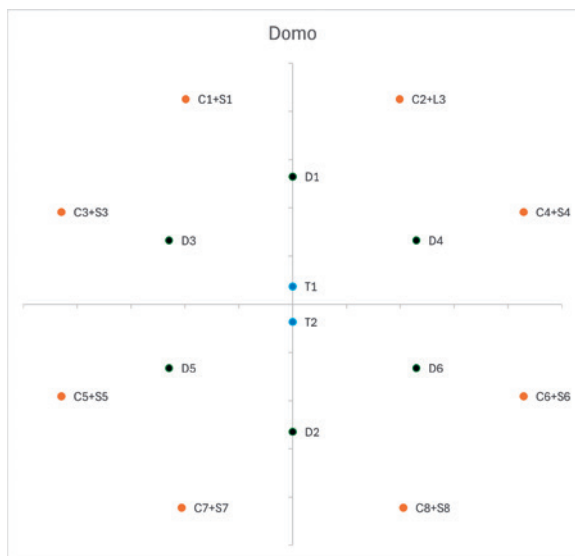 Domo
C1+S1
C2+L3
D1
C3+S3
C4+S4
D3
D4
T1
T2
D5
D6
C5+S5
C6+S6
D2
C7+S7
C8+S8